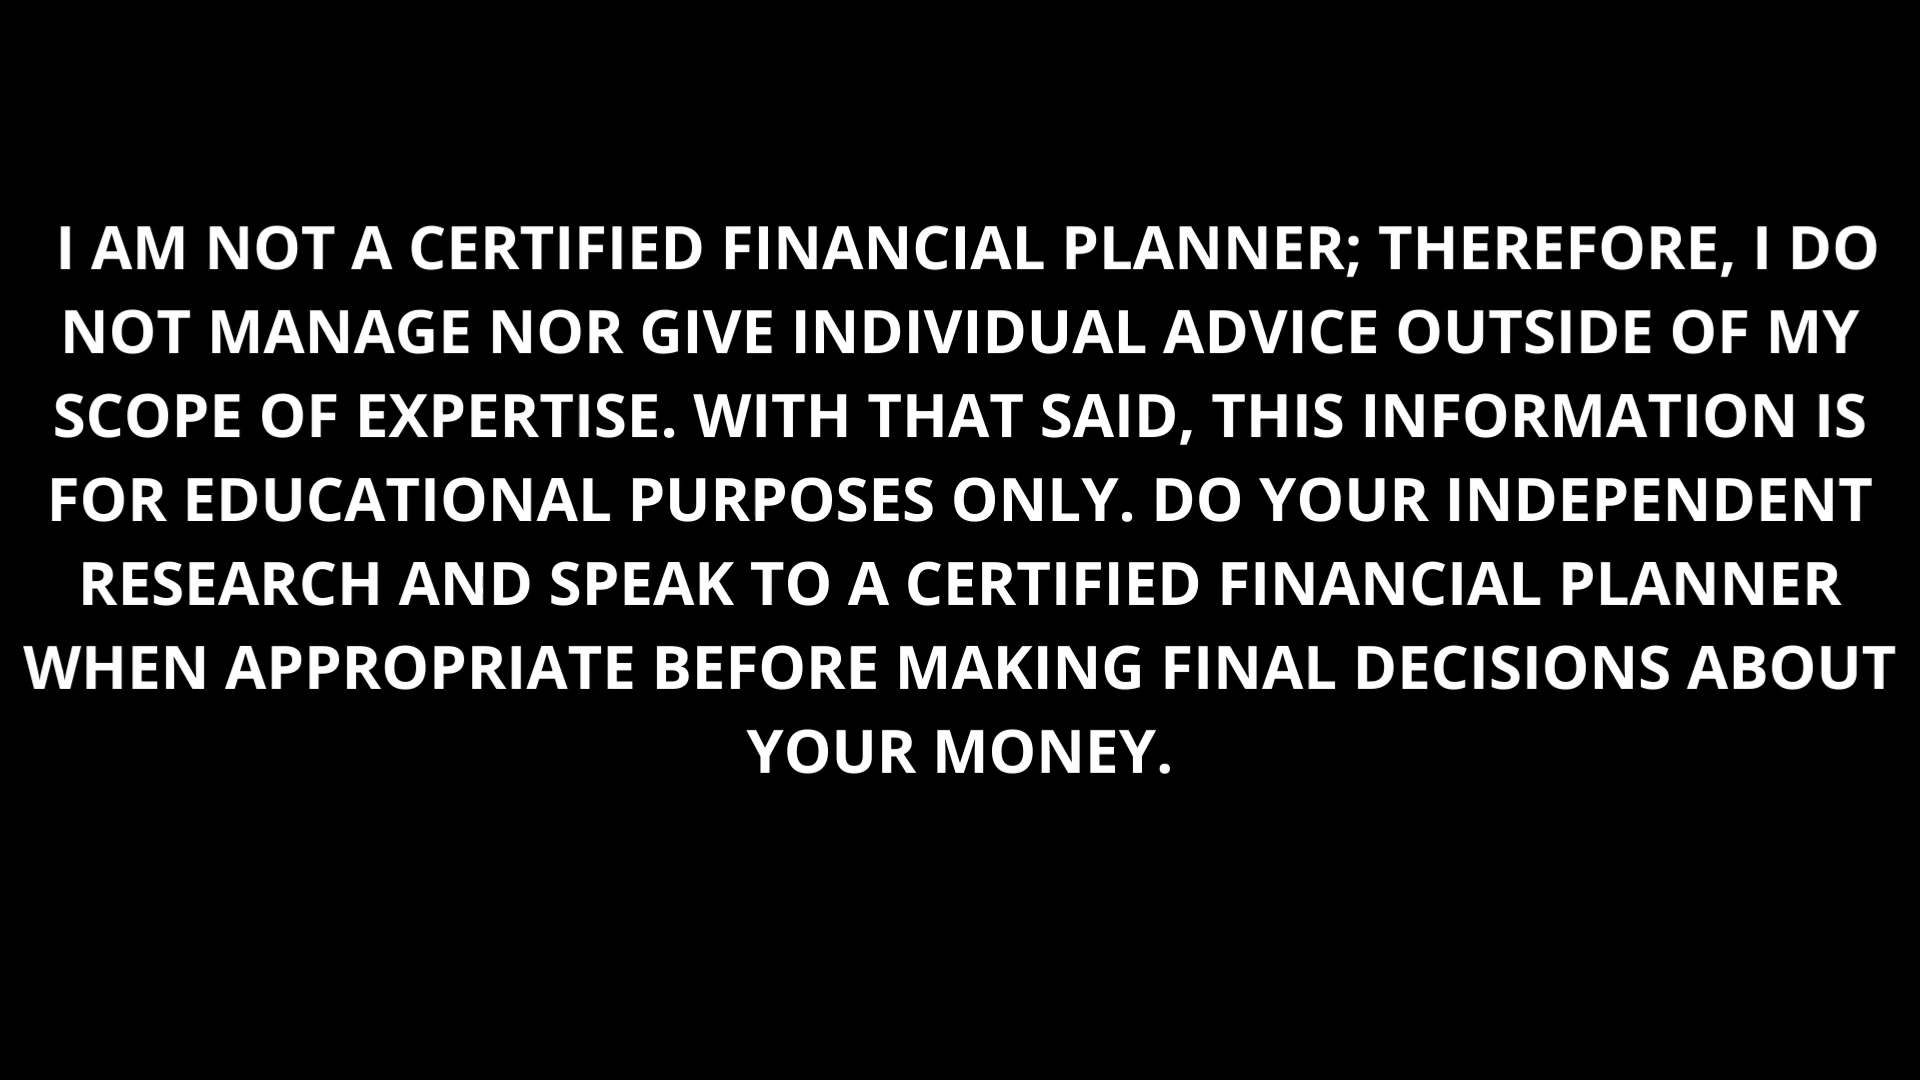 I AM NOT A CERTIFIED FINANCIAL PLANNER; THEREFORE, I DO
NOT MANAGE NOR GIVE INDIVIDUAL ADVICE OUTSIDE OF MY
SCOPE OF EXPERTISE. WITH THAT SAID, THIS INFORMATION IS
FOR EDUCATIONAL PURPOSES ONLY. DO YOUR INDEPENDENT
RESEARCH AND SPEAK TO A CERTIFIED FINANCIAL PLANNER
WHEN APPROPRIATE BEFORE MAKING FINAL DECISIONS ABOUT
YOUR MONEY.